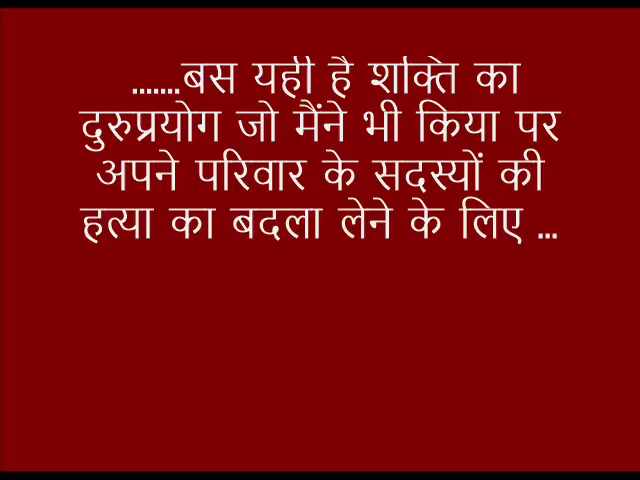 .......बस यही है शक्ति का
दुरुप्रयोग जो मैंने भी किया पर
अपने परिवार के सदस्यों की
हत्या का बदला लेने के लिए ...